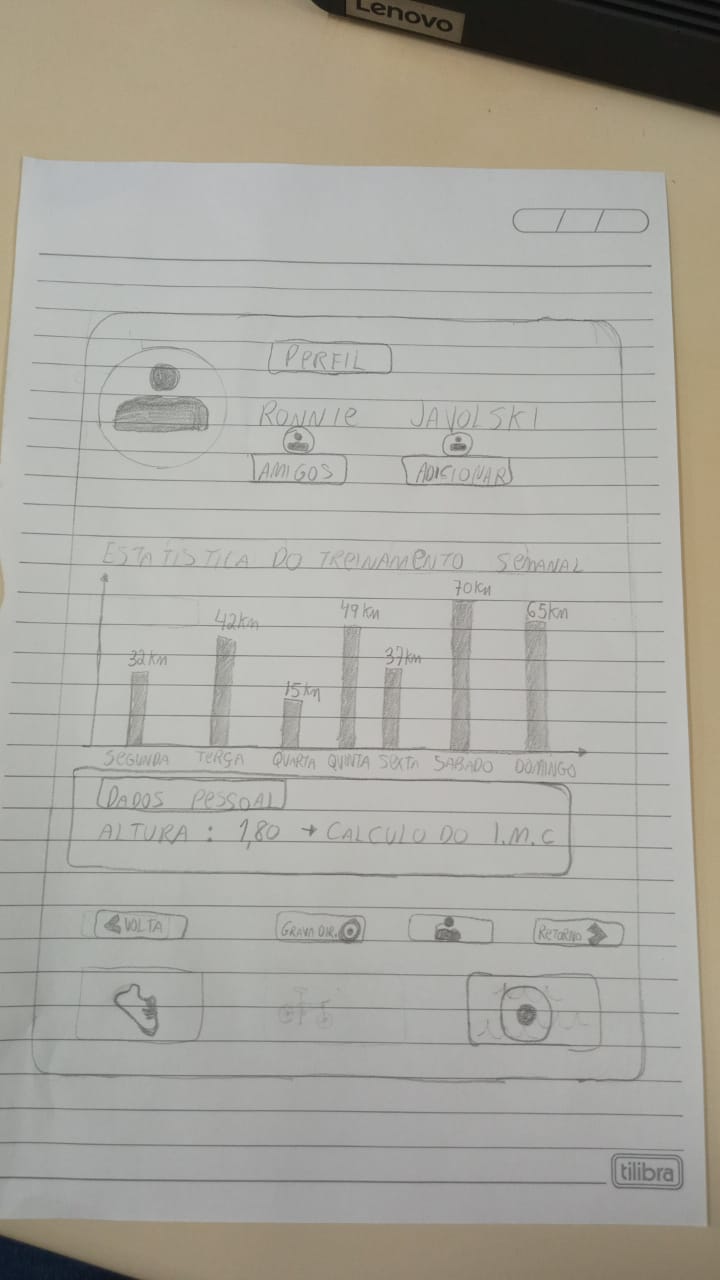 Lenovo
PERFIL
RONNIE JAVOLSKI
AMIGOS ADICIONAR
ESTATISTICA DO TREINAMENTO SEMANAL
32km 42km 15km 49km 37km 70km 65km
SEGUNDA TERÇA QUARTA QUINTA SEXTA SABADO DOMINGO
DADOS PESSOAL
ALTURA : 1,80 → CALCULO DO I.M.C
VOLTA GRAVADOR. RETORNO
tilibra